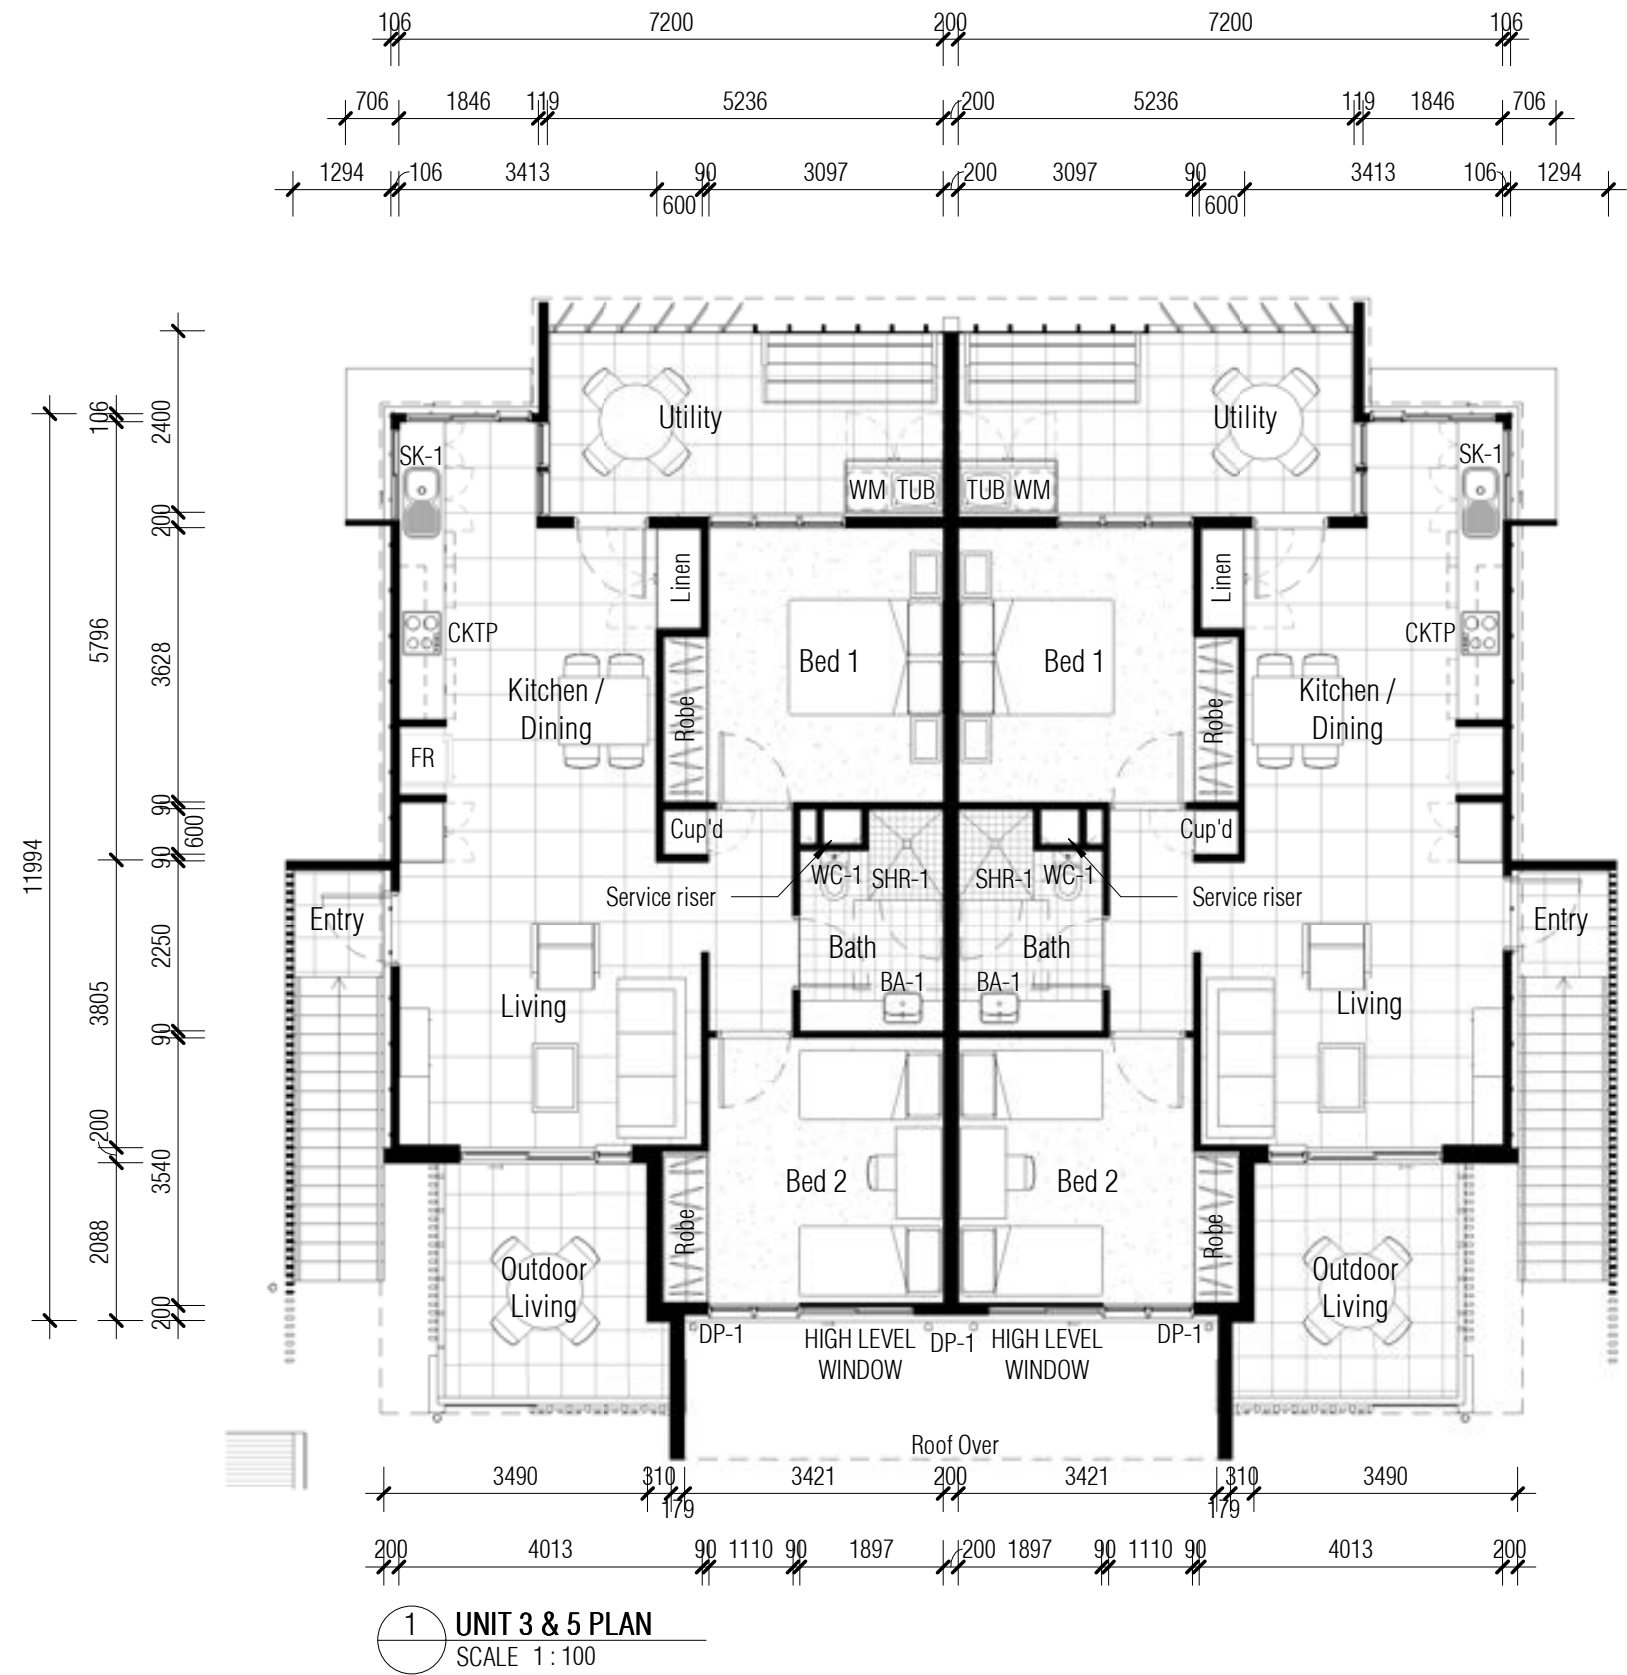 106 7200 200 7200 106
706 1846 119 5236 200 5236 119 1846 706
1294 106 3413 90 3097 200 3097 90 3413 106 1294
600 600
106
2400
200
5796
3628
90
600
90
11994
2250
3805
90
200
3540
2088
200
Utility Utility
SK-1 SK-1
WM TUB TUB WM
Linen Linen
CKTP CKTP
Bed 1 Bed 1
Kitchen / Kitchen /
Dining Dining
Robe Robe
FR
Cup'd Cup'd
WC-1 SHR-1 SHR-1 WC-1
Service riser Service riser
Entry Entry
Bath Bath
BA-1 BA-1
Living Living
Bed 2 Bed 2
Robe Robe
Outdoor Outdoor
Living Living
DP-1 HIGH LEVEL DP-1 HIGH LEVEL DP-1
WINDOW WINDOW
Roof Over
3490 310 3421 200 3421 310 3490
179 179
200 4013 90 1110 90 1897 200 1897 90 1110 90 4013 200
1 UNIT 3 & 5 PLAN
SCALE 1 : 100